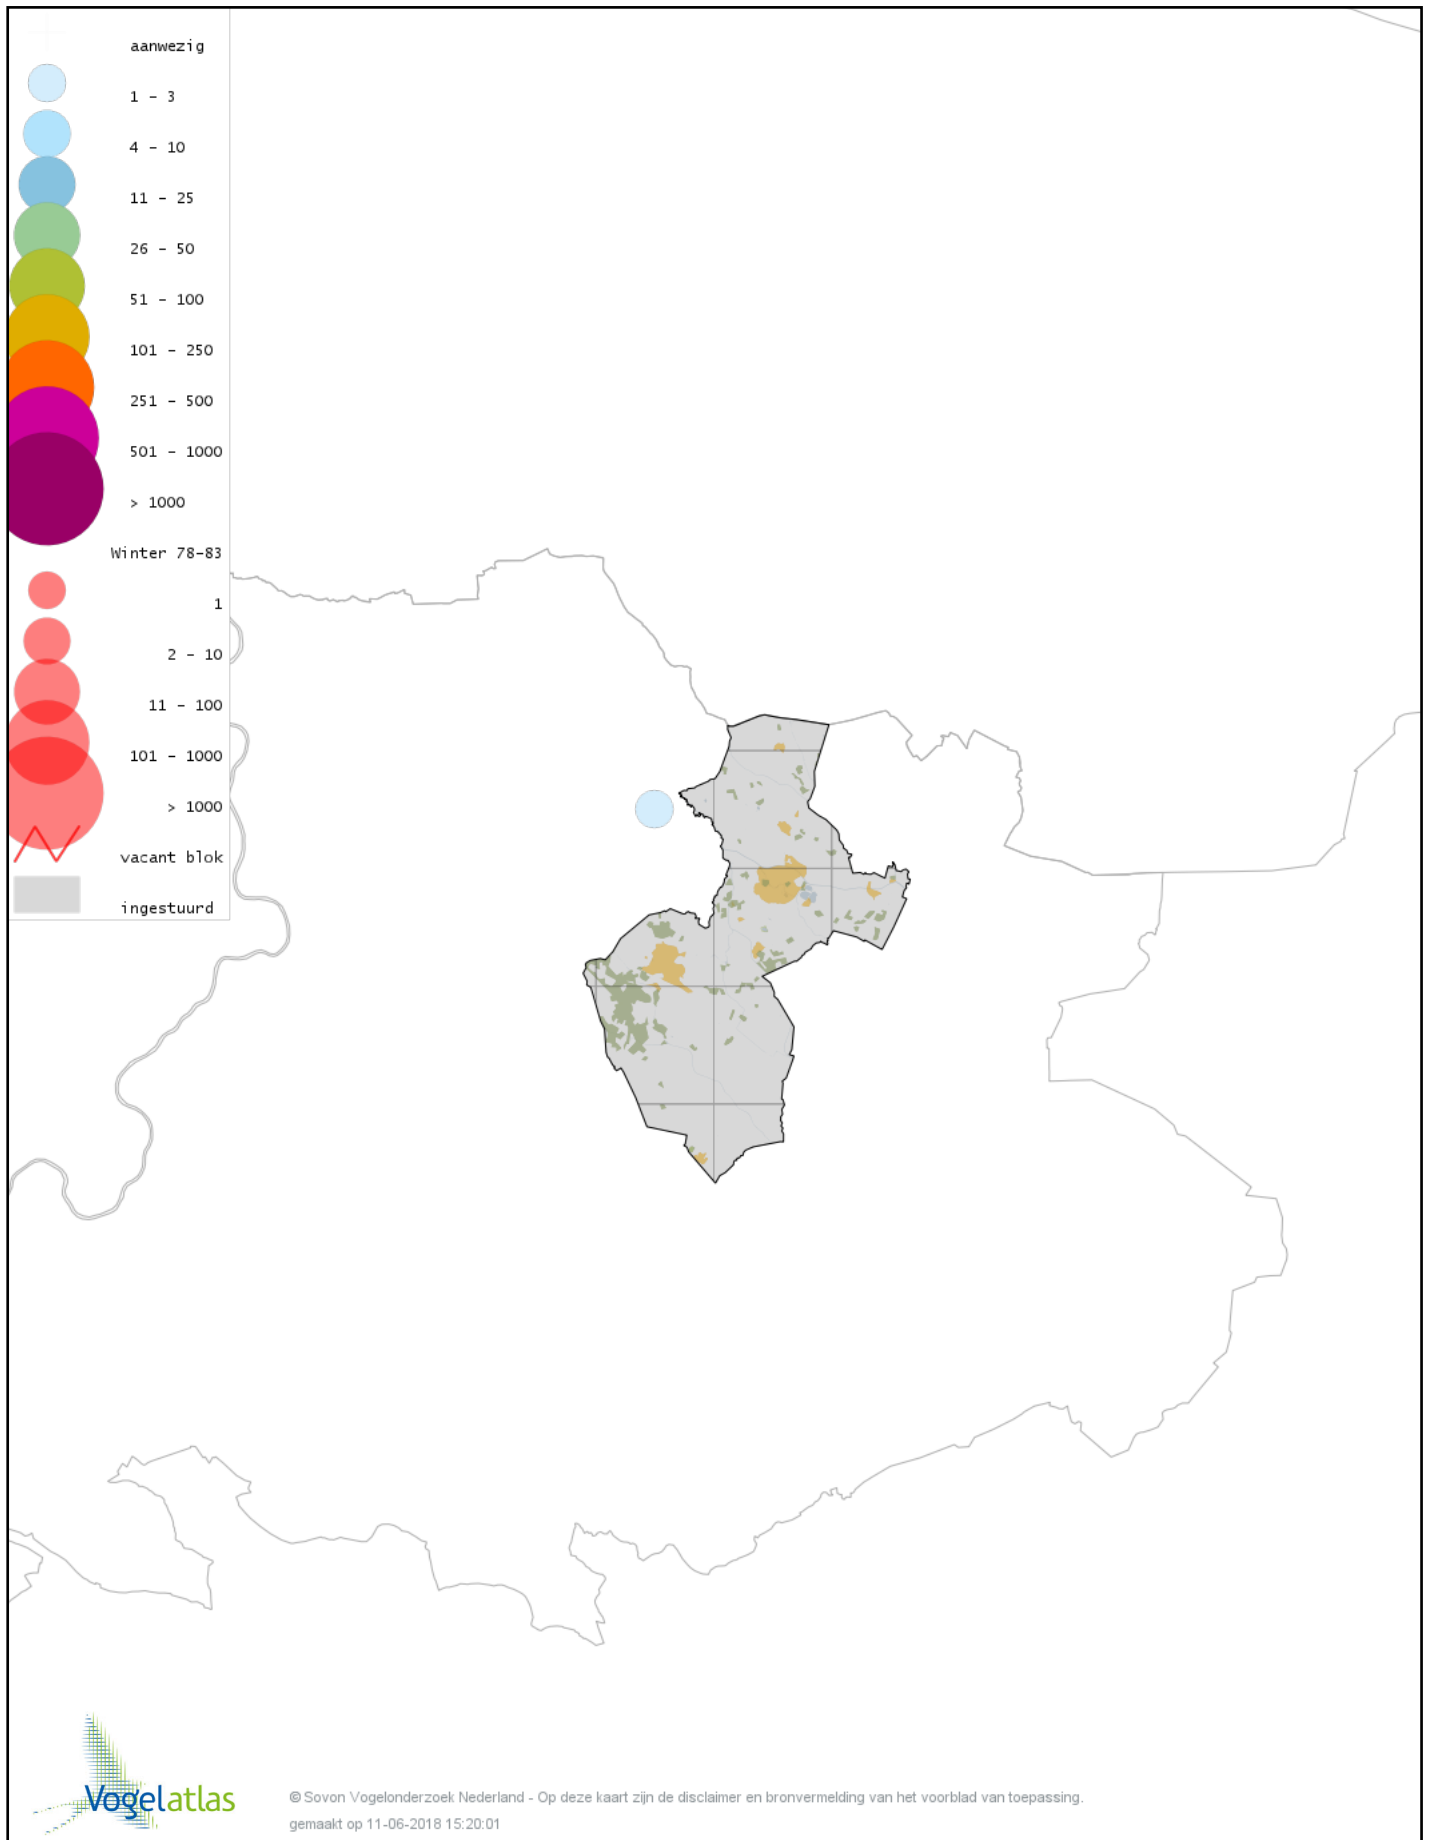 aanwezig
1 - 3
4 - 10
11 - 25
26 - 50
51 - 100
101 - 250
251 - 500
501 - 1000
> 1000
Winter 78-83
1
2 - 10
11 - 100
101 - 1000
> 1000
vacant blok
ingestuurd
Vogelatlas
© Sovon Vogelonderzoek Nederland - Op deze kaart zijn de disclaimer en bronvermelding van het voorblad van toepassing.
gemaakt op 11-06-2018 15:20:01